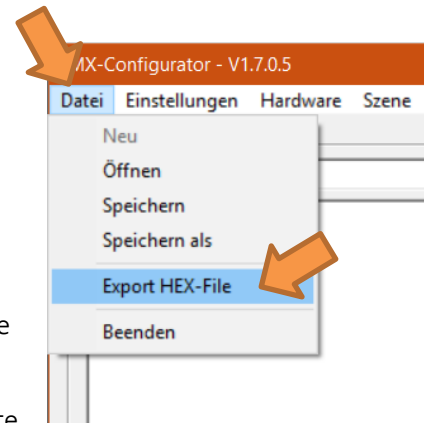 MX-Configurator - V1.7.0.5
Datei Einstellungen Hardware Szene
Neu
Öffnen
Speichern
Speichern als
Export HEX-File
Beenden